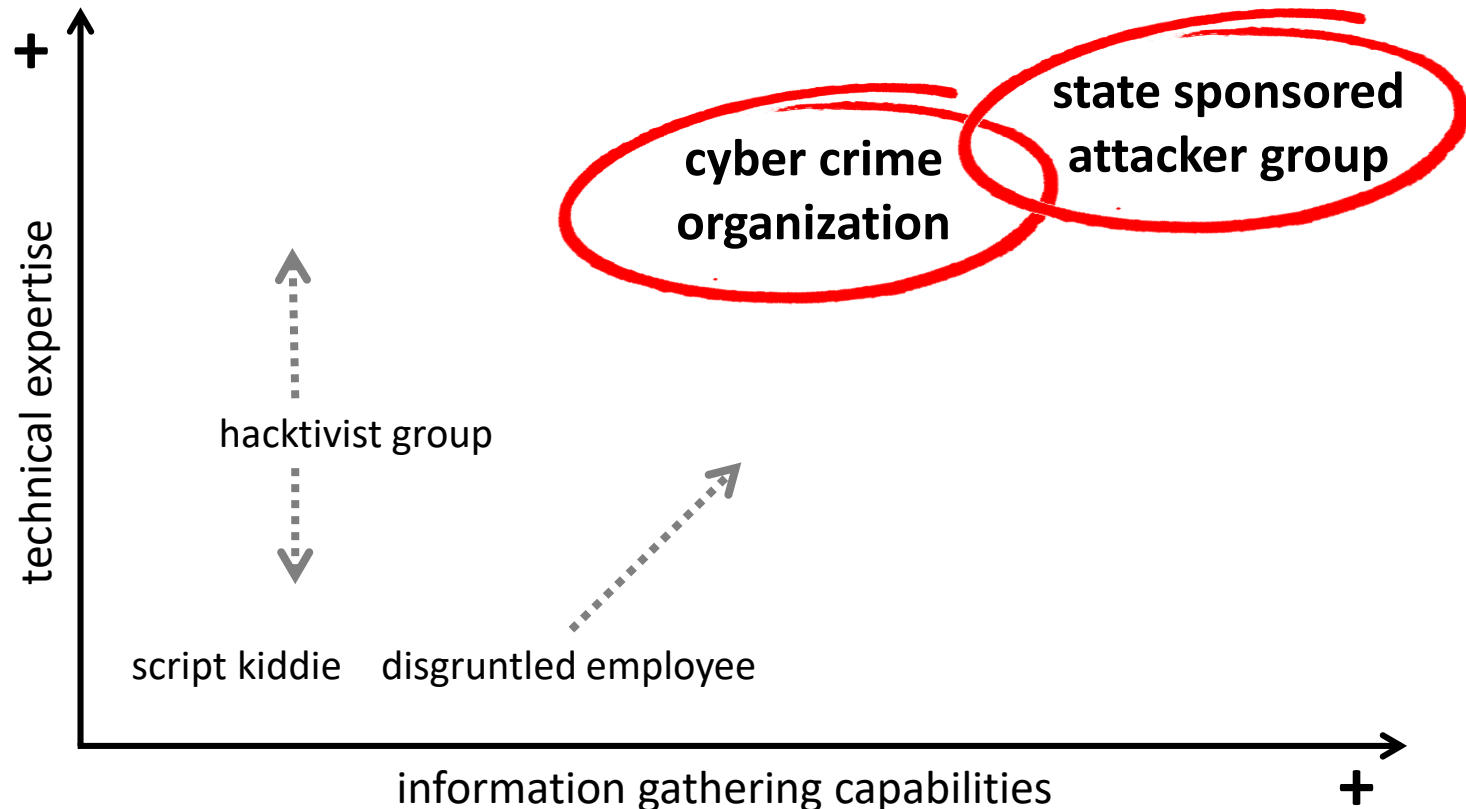 +
state sponsored
attacker group
cyber crime
organization
technical expertise
hacktivist group
script kiddie
disgruntled employee
information gathering capabilities
+